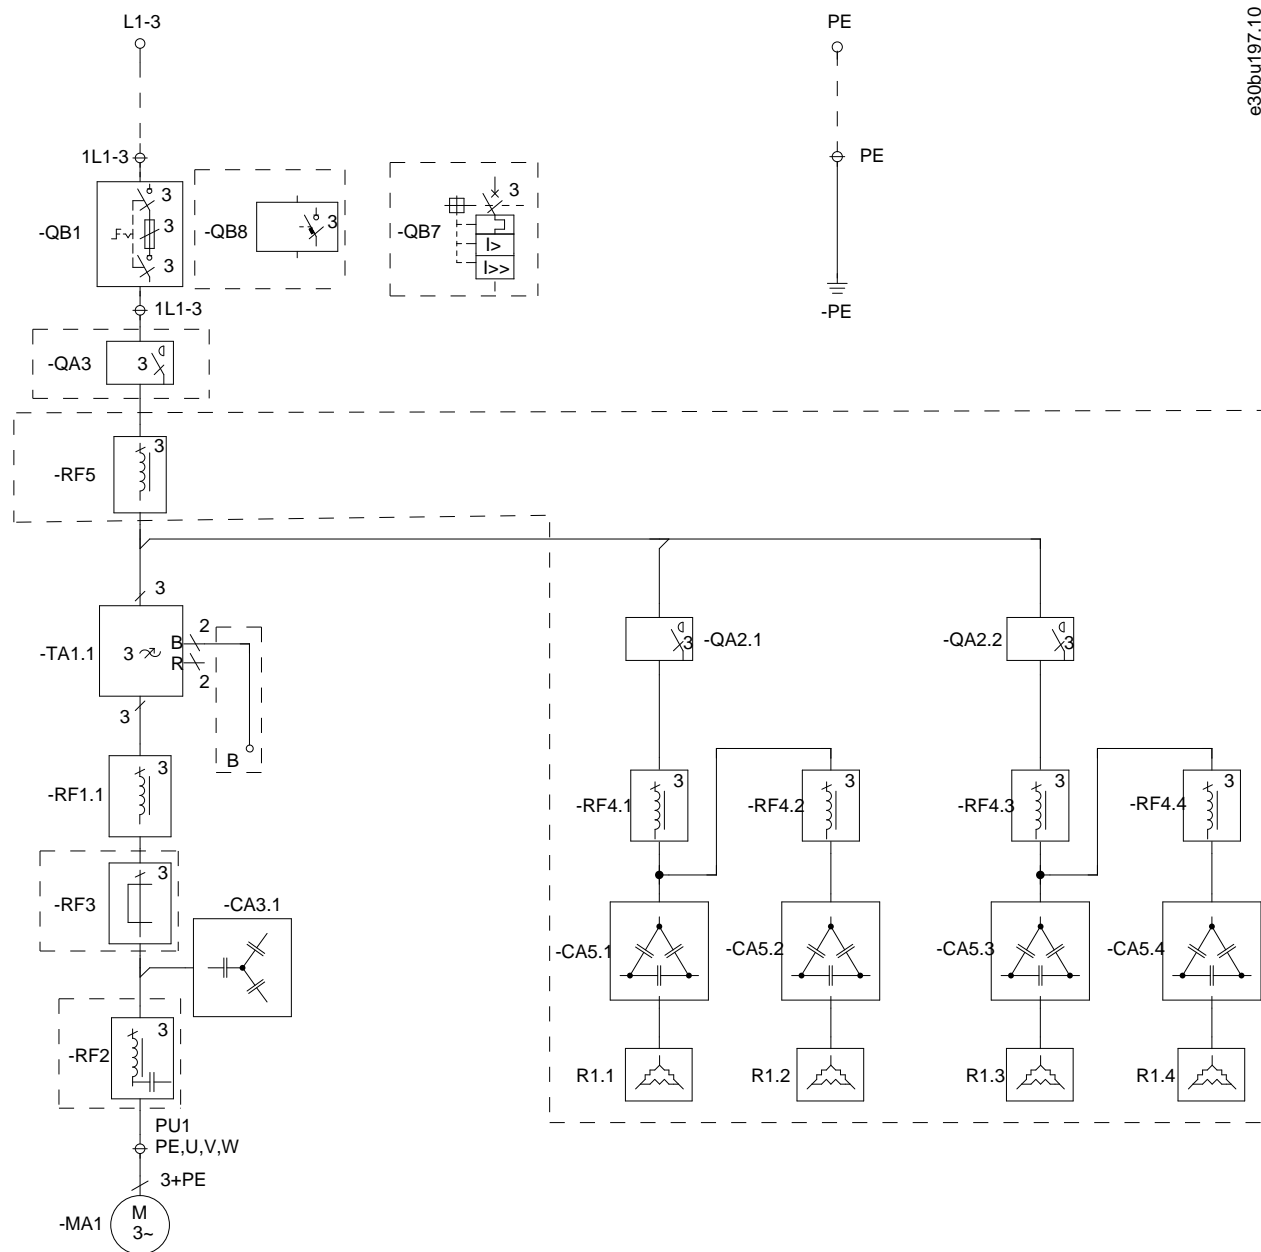 L1-3
PE
e30bu197.10
1L1-3
PE
3
-QB1
3
3
-QB8
3
-QB7
3
I>
I>>
1L1-3
-PE
-QA3
3
3
-RF5
3
-TA1.1
3
B
2
R
2
3
B
-QA2.1
3
-QA2.2
3
-RF1.1
3
-RF4.1
3
-RF4.2
3
-RF4.3
3
-RF4.4
3
-RF3
3
-CA3.1
-CA5.1
-CA5.2
-CA5.3
-CA5.4
-RF2
3
R1.1
R1.2
R1.3
R1.4
PU1
PE,U,V,W
3+PE
-MA1
M
3~